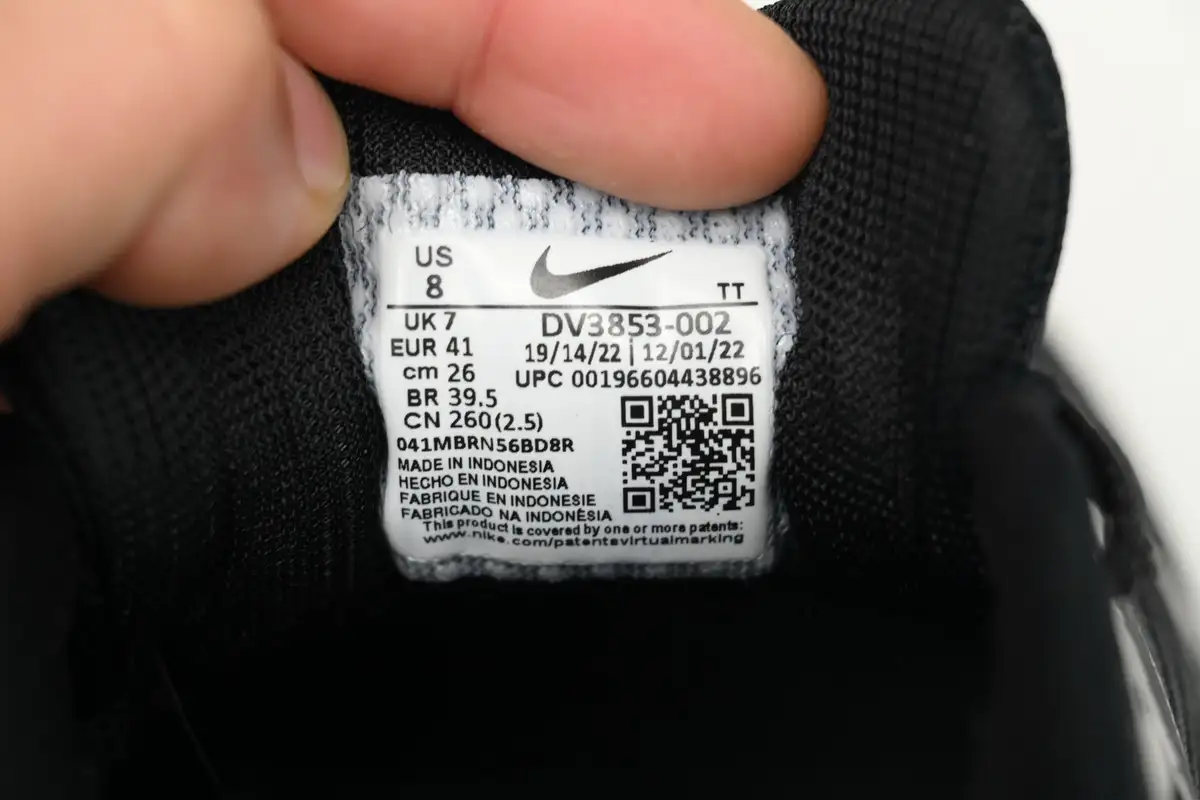 US
8
TT
UK 7
DV3853-002
EUR 41
19/14/22 | 12/01/22
cm 26
UPC 00196604438896
BR 39.5
CN 260(2.5)
041MBRN56BD8R
MADE IN INDONESIA
HECHO EN INDONESIA
FABRIQUE EN INDONESIE
FABRICADO NA INDONÉSIA
This product is covered by one or more patents:
www.nike.com/patentsvirtualmarking